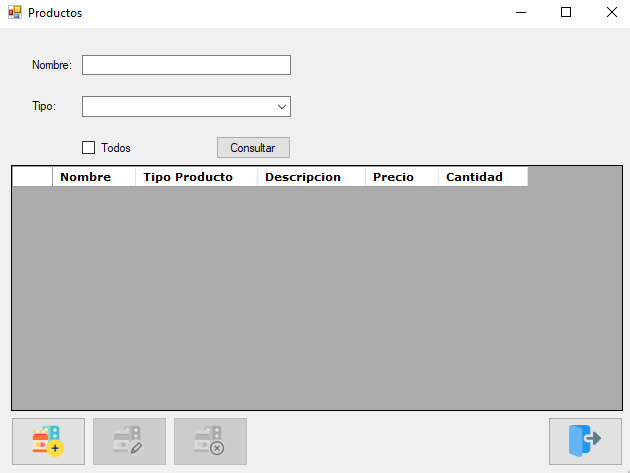 Productos
Nombre:
Tipo:
Todos Consultar
Nombre Tipo Producto Descripcion Precio Cantidad